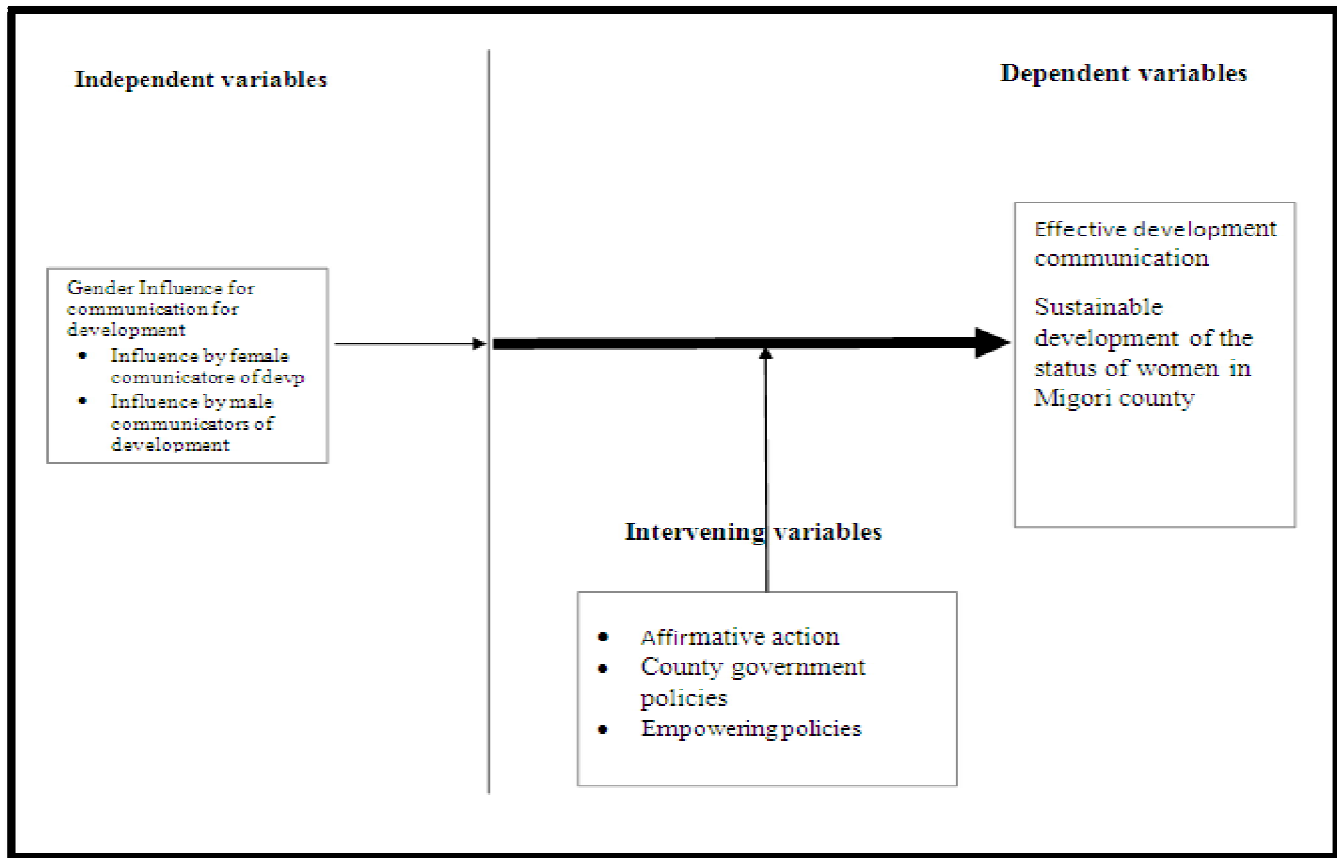 Independent variables
Dependent variables
Gender Influence for
communication for
development
• Influence by female
comunicatore of devp
• Influence by male
communicators of
development
Effective development
communication
Sustainable
development of the
status of women in
Migori county
Intervening variables
• Affirmative action
• County government
policies
• Empowering policies